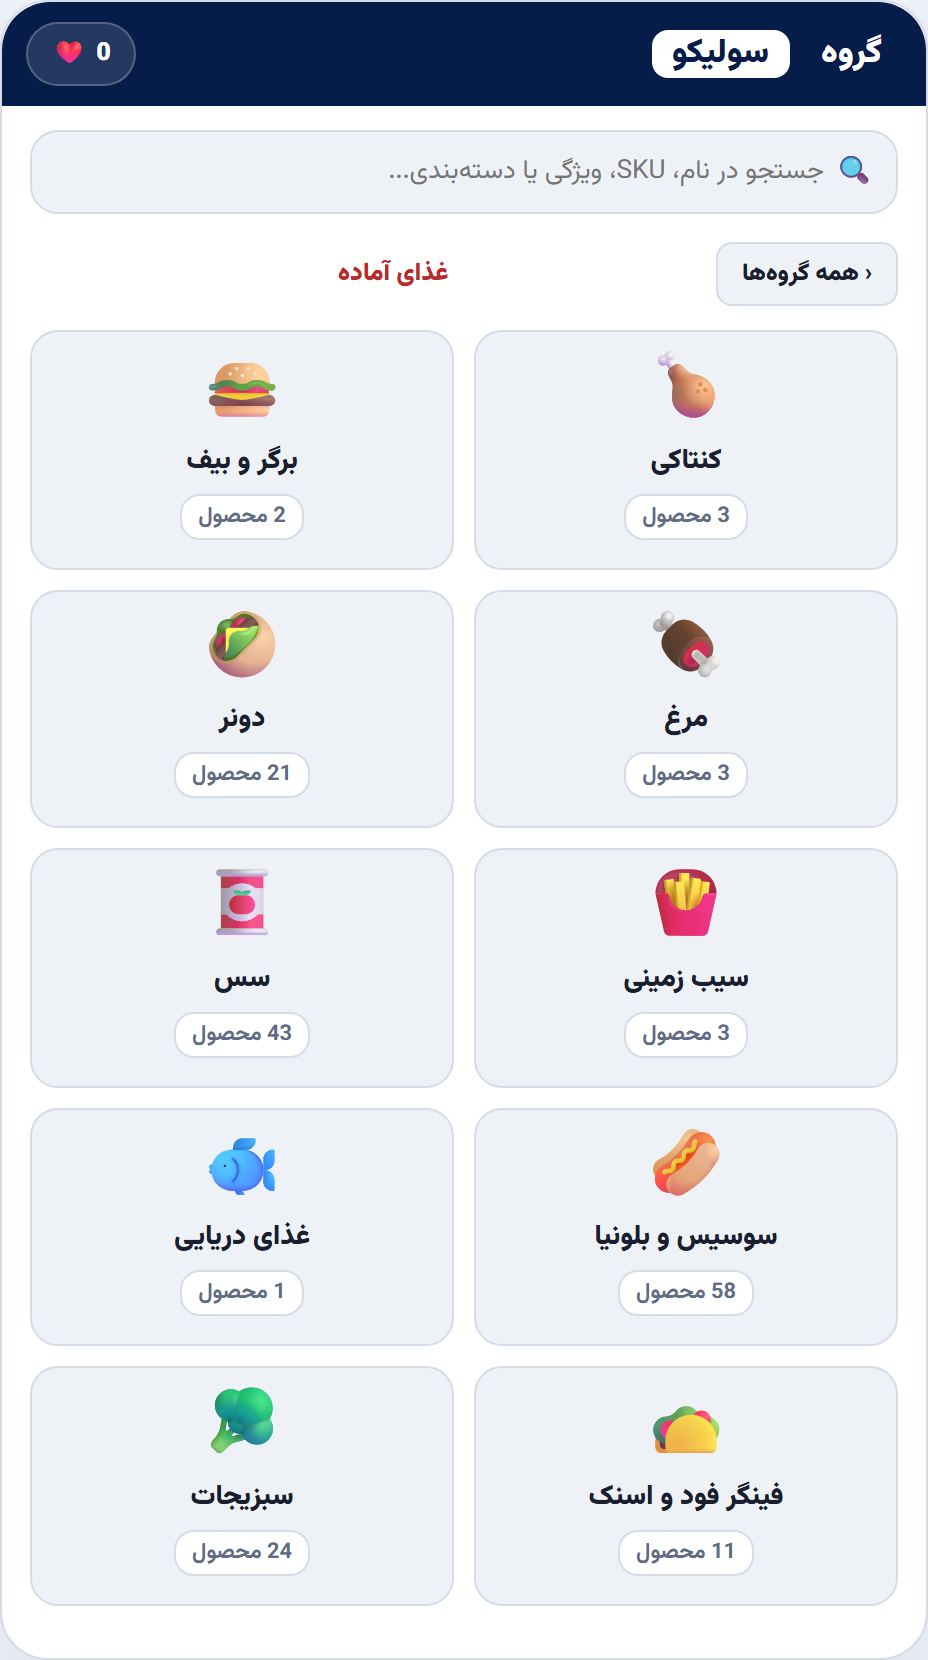 گروه سولیکو
0
جستجو در نام، SKU، ویژگی یا دسته‌بندی...
‹ همه گروه‌ها
غذای آماده
کنتاکی
3 محصول
برگر و بیف
2 محصول
مرغ
3 محصول
دونر
21 محصول
سیب زمینی
3 محصول
سس
43 محصول
سوسیس و بلونیا
58 محصول
غذای دریایی
1 محصول
فینگر فود و اسنک
11 محصول
سبزیجات
24 محصول